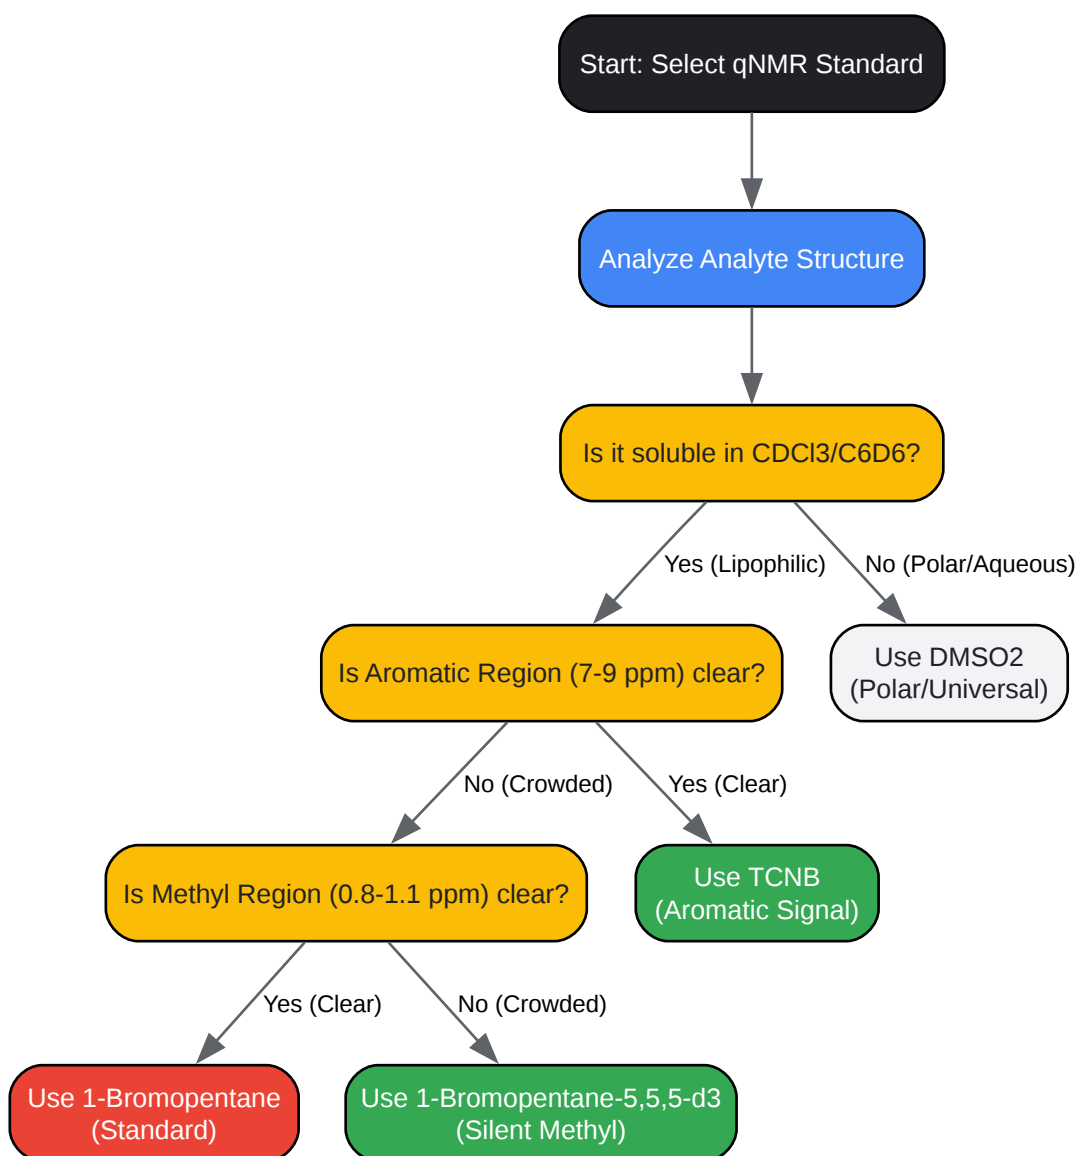 Start: Select qNMR Standard
Analyze Analyte Structure
Is it soluble in CDCl3/C6D6?
Yes (Lipophilic)
No (Polar/Aqueous)
Is Aromatic Region (7-9 ppm) clear?
Use DMSO2
(Polar/Universal)
No (Crowded)
Yes (Clear)
Is Methyl Region (0.8-1.1 ppm) clear?
Use TCNB
(Aromatic Signal)
Yes (Clear)
No (Crowded)
Use 1-Bromopentane
(Standard)
Use 1-Bromopentane-5,5,5-d3
(Silent Methyl)